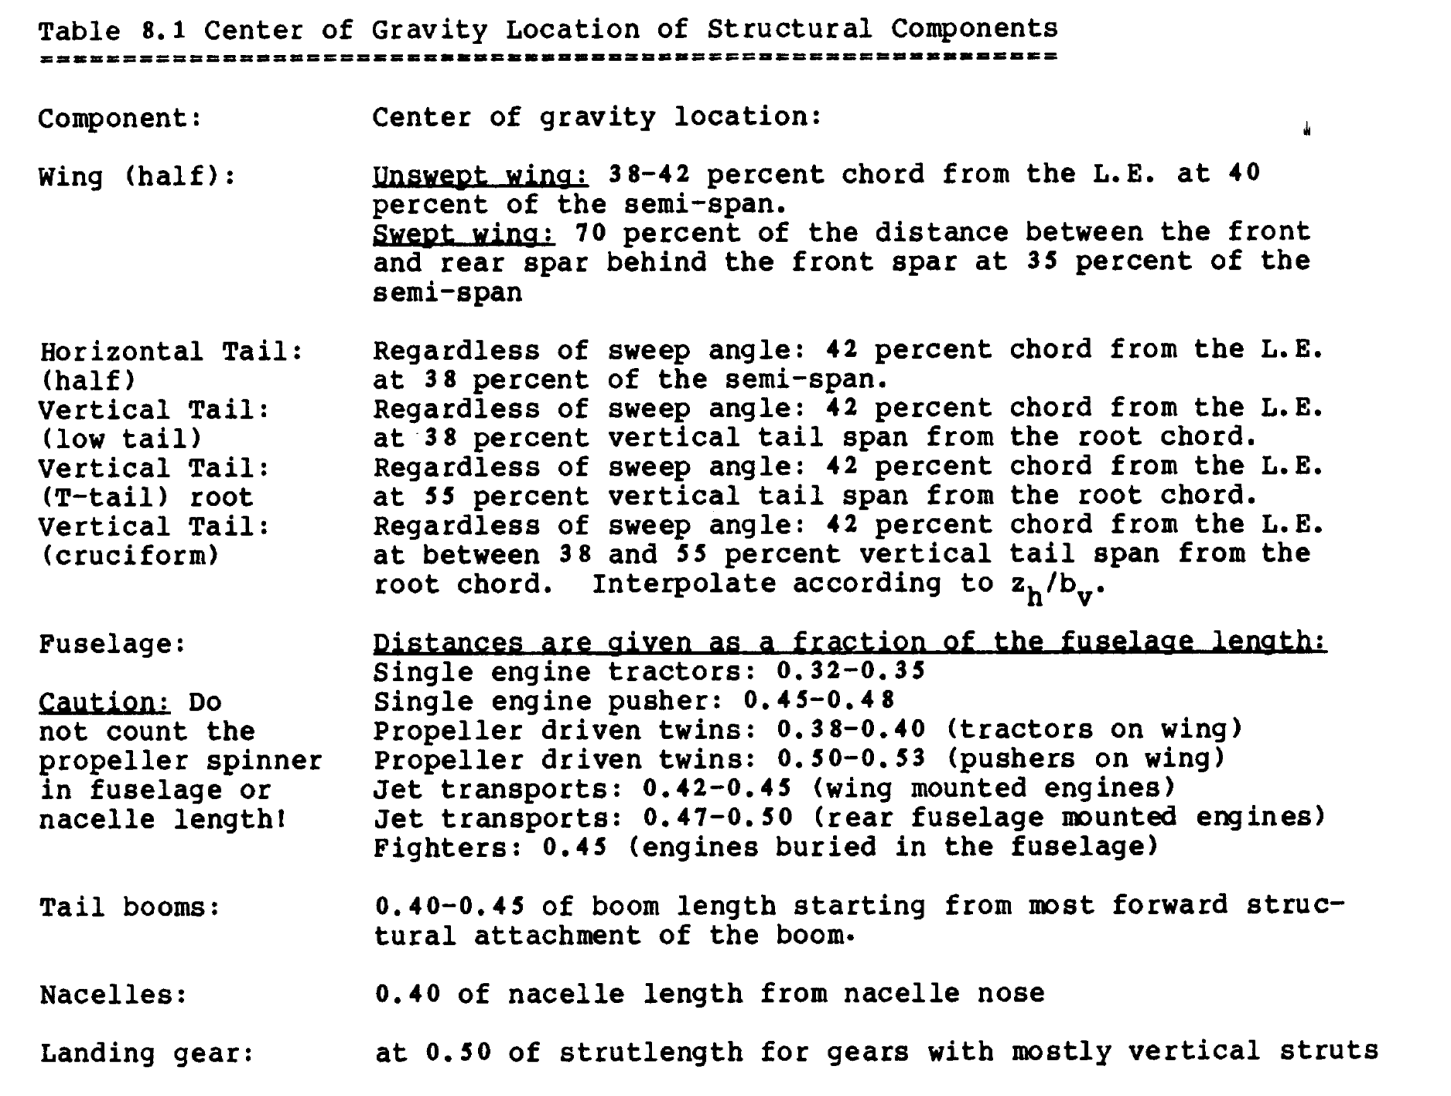 Table 8.1 Center of Gravity Location of Structural Components
=============================================================
Component: Center of gravity location:
Wing (half): Unswept wing: 38-42 percent chord from the L.E. at 40
percent of the semi-span.
Swept wing: 70 percent of the distance between the front
and rear spar behind the front spar at 35 percent of the
semi-span
Horizontal Tail: Regardless of sweep angle: 42 percent chord from the L.E.
(half) at 38 percent of the semi-span.
Vertical Tail: Regardless of sweep angle: 42 percent chord from the L.E.
(low tail) at 38 percent vertical tail span from the root chord.
Vertical Tail: Regardless of sweep angle: 42 percent chord from the L.E.
(T-tail) root at 55 percent vertical tail span from the root chord.
Vertical Tail: Regardless of sweep angle: 42 percent chord from the L.E.
(cruciform) at between 38 and 55 percent vertical tail span from the
root chord. Interpolate according to z_h/b_v.
Fuselage: Distances are given as a fraction of the fuselage length:
Single engine tractors: 0.32-0.35
Caution: Do Single engine pusher: 0.45-0.48
not count the Propeller driven twins: 0.38-0.40 (tractors on wing)
propeller spinner Propeller driven twins: 0.50-0.53 (pushers on wing)
in fuselage or Jet transports: 0.42-0.45 (wing mounted engines)
nacelle length! Jet transports: 0.47-0.50 (rear fuselage mounted engines)
Fighters: 0.45 (engines buried in the fuselage)
Tail booms: 0.40-0.45 of boom length starting from most forward struc-
tural attachment of the boom.
Nacelles: 0.40 of nacelle length from nacelle nose
Landing gear: at 0.50 of strutlength for gears with mostly vertical struts